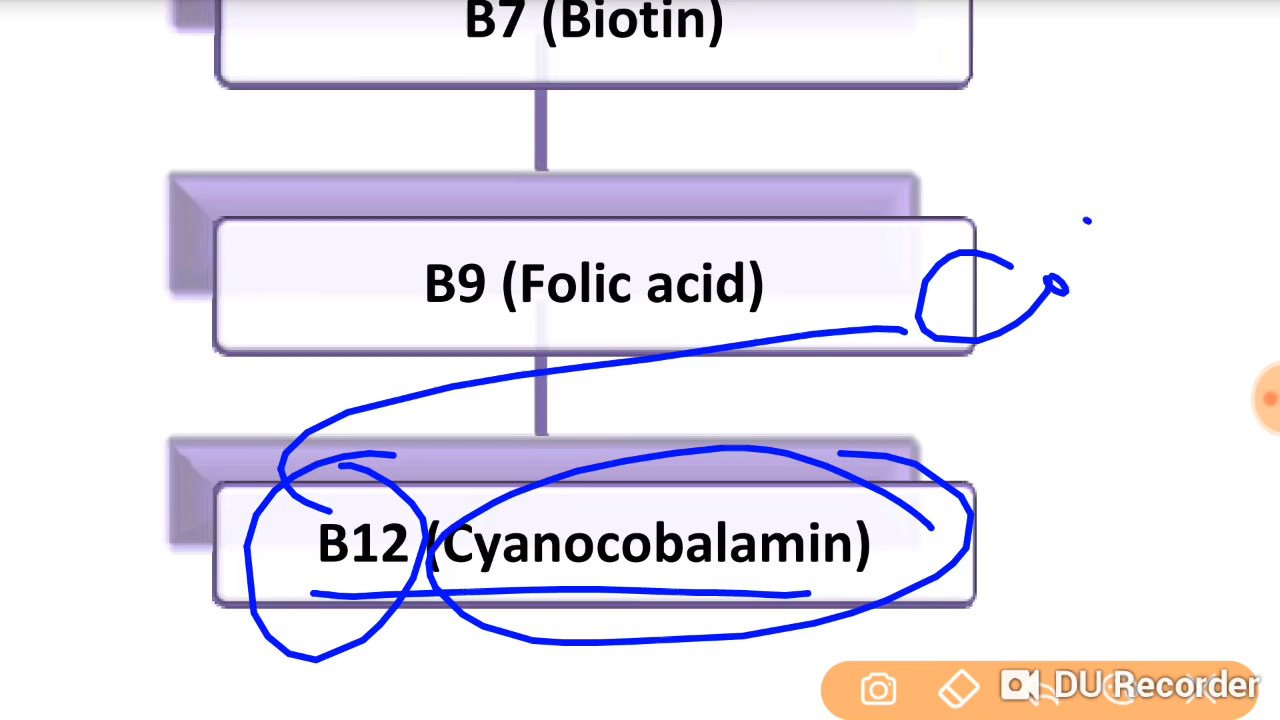 B7 (Biotin)
B9 (Folic acid)
B12 (Cyanocobalamin)
DU Recorder